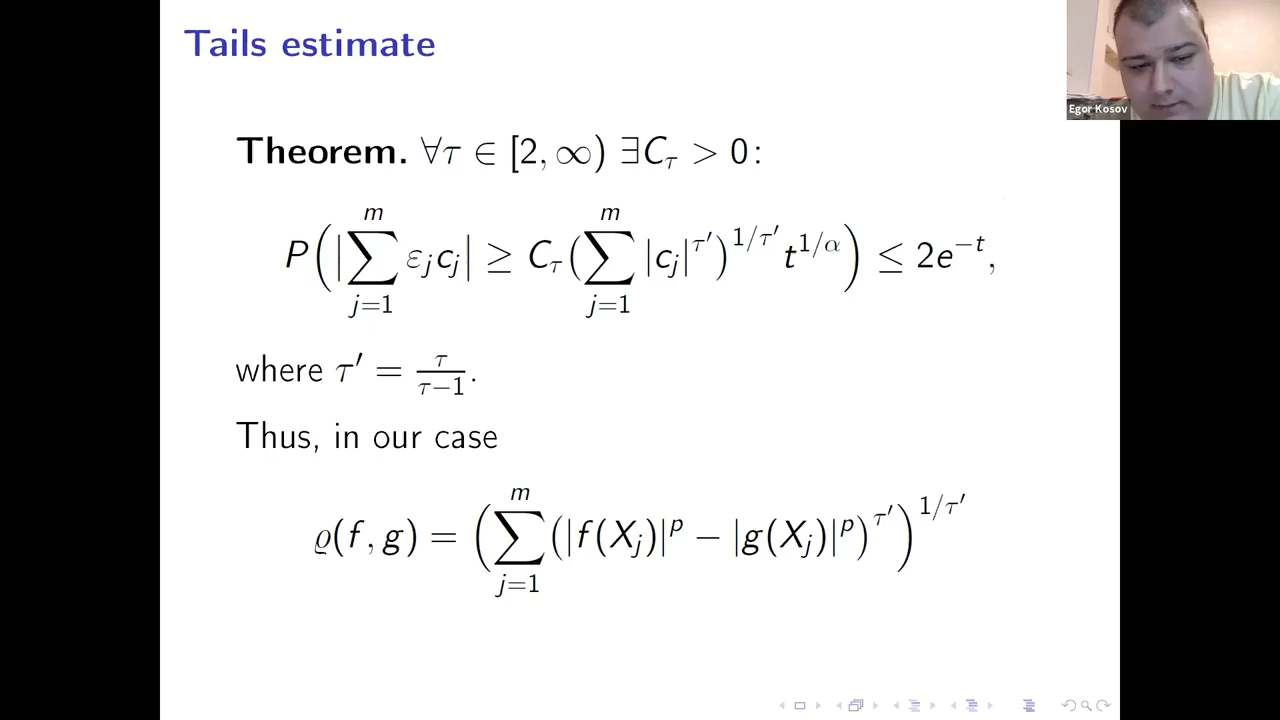 Tails estimate
Egor Kosov
Theorem. ∀τ ∈ [2, ∞) ∃C_τ > 0:
P(|∑_{j=1}^{m} ε_j c_j| ≥ C_τ(∑_{j=1}^{m} |c_j|^{τ′})^{1/τ′} t^{1/α}) ≤ 2e^{−t},
where τ′ = τ/(τ−1).
Thus, in our case
ϱ(f, g) = (∑_{j=1}^{m} (|f(X_j)|^p − |g(X_j)|^p)^{τ′})^{1/τ′}